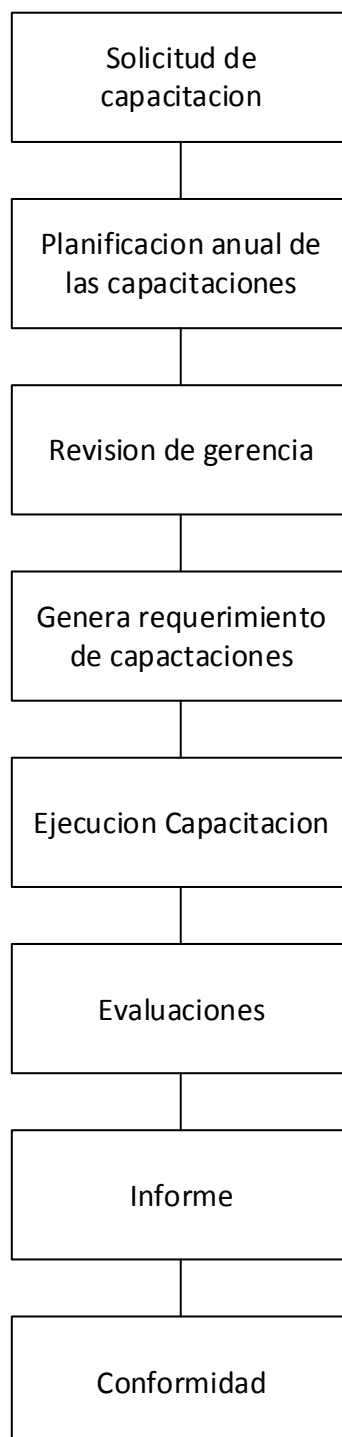 Solicitud de
capacitacion
Planificacion anual de
las capacitaciones
Revision de gerencia
Genera requerimiento
de capactaciones
Ejecucion Capacitacion
Evaluaciones
Informe
Conformidad